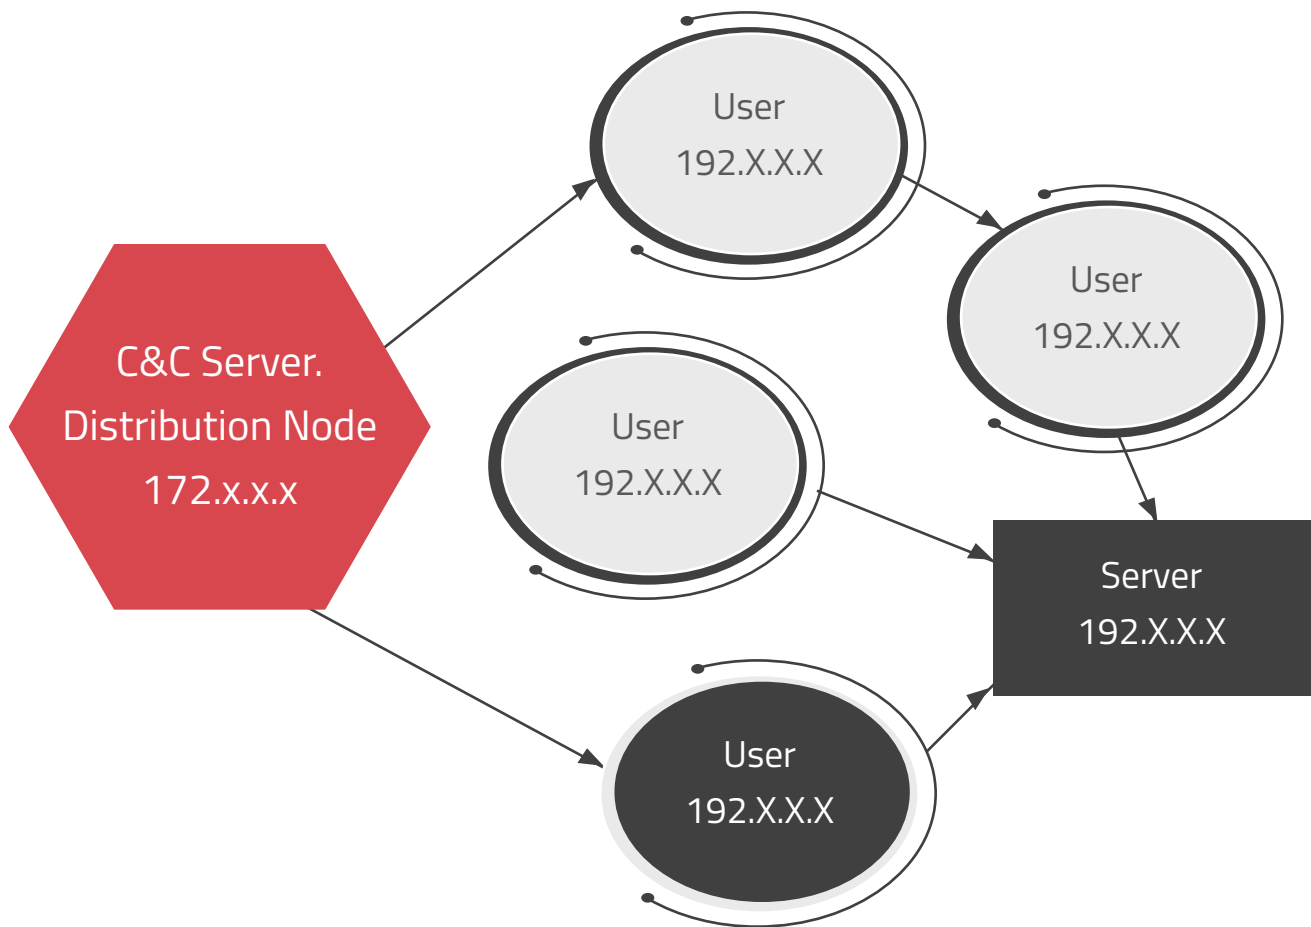 User
192.X.X.X
User
192.X.X.X
C&C Server.
Distribution Node
172.x.x.x
User
192.X.X.X
Server
192.X.X.X
User
192.X.X.X